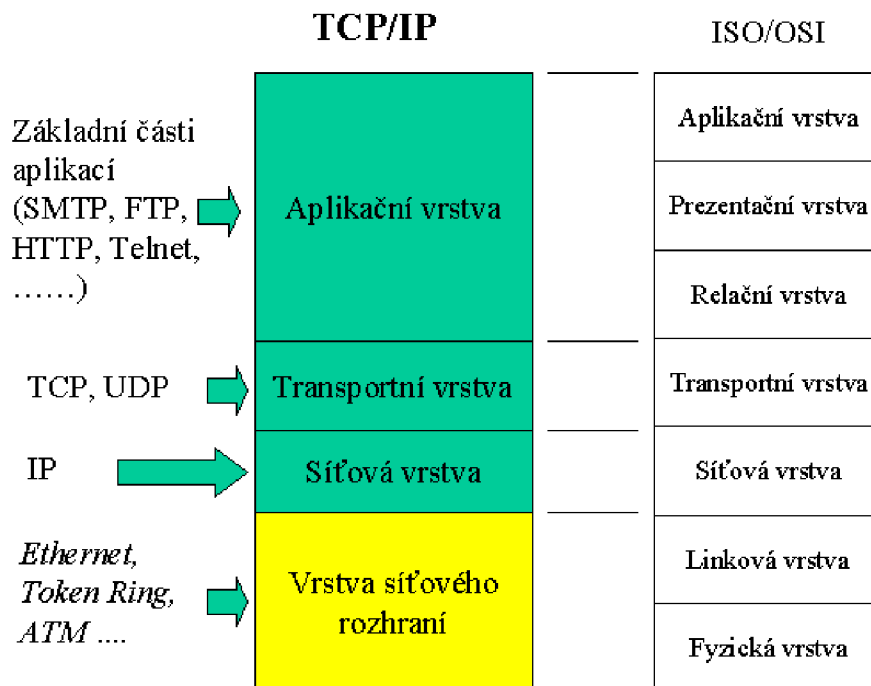 TCP/IP
ISO/OSI
Základní části
aplikací
(SMTP, FTP,
HTTP, Telnet,
……)
Aplikační vrstva
Aplikační vrstva
Prezentační vrstva
Relační vrstva
TCP, UDP
Transportní vrstva
Transportní vrstva
IP
Síťová vrstva
Síťová vrstva
Ethernet,
Token Ring,
ATM ....
Vrstva síťového
rozhraní
Linková vrstva
Fyzická vrstva